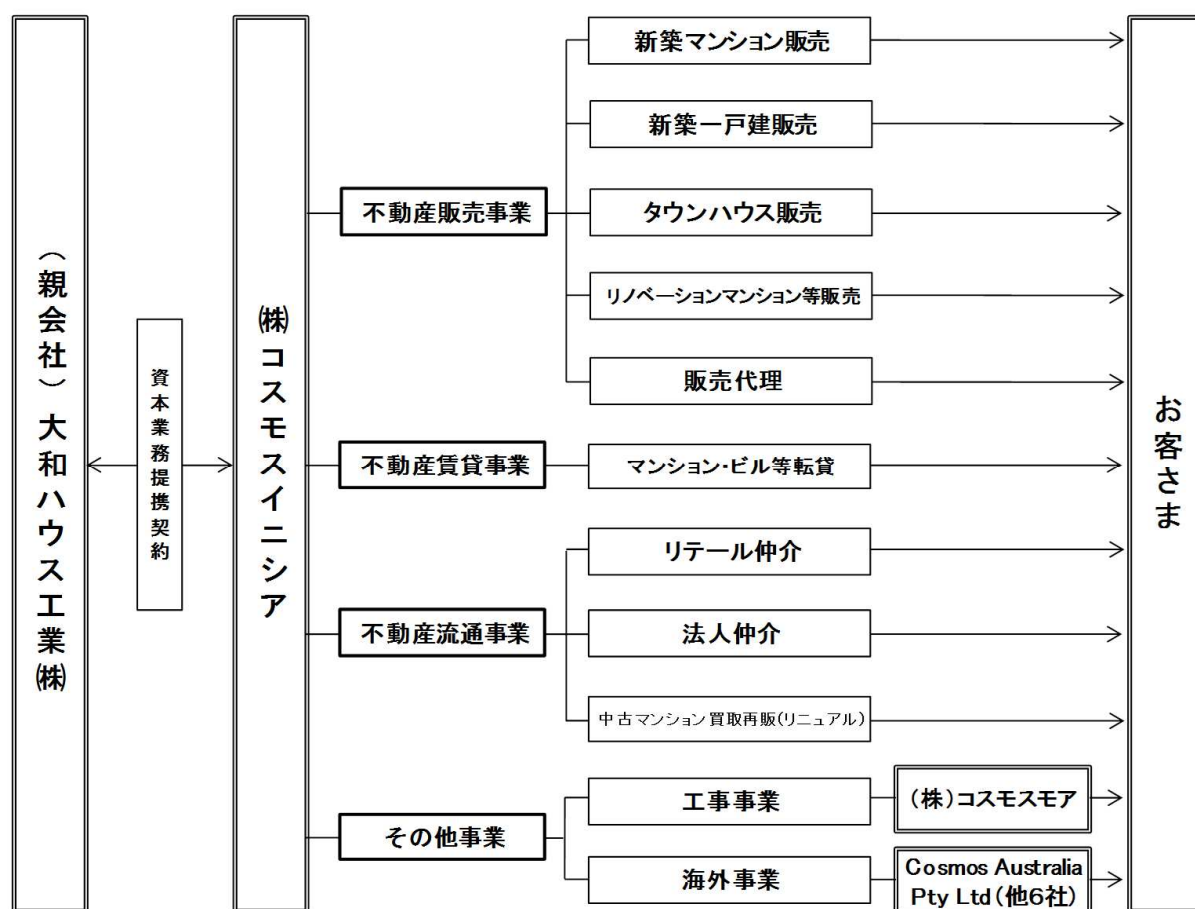 (親会社)大和ハウス工業㈱
資本業務提携契約
㈱コスモスイニシア
不動産販売事業
新築マンション販売
新築一戸建販売
タウンハウス販売
リノベーションマンション等販売
販売代理
不動産賃貸事業
マンション・ビル等転貸
不動産流通事業
リテール仲介
法人仲介
中古マンション買取再販(リニュアル)
その他事業
工事事業
(株)コスモスモア
海外事業
Cosmos Australia
Pty Ltd(他6社)
お客さま